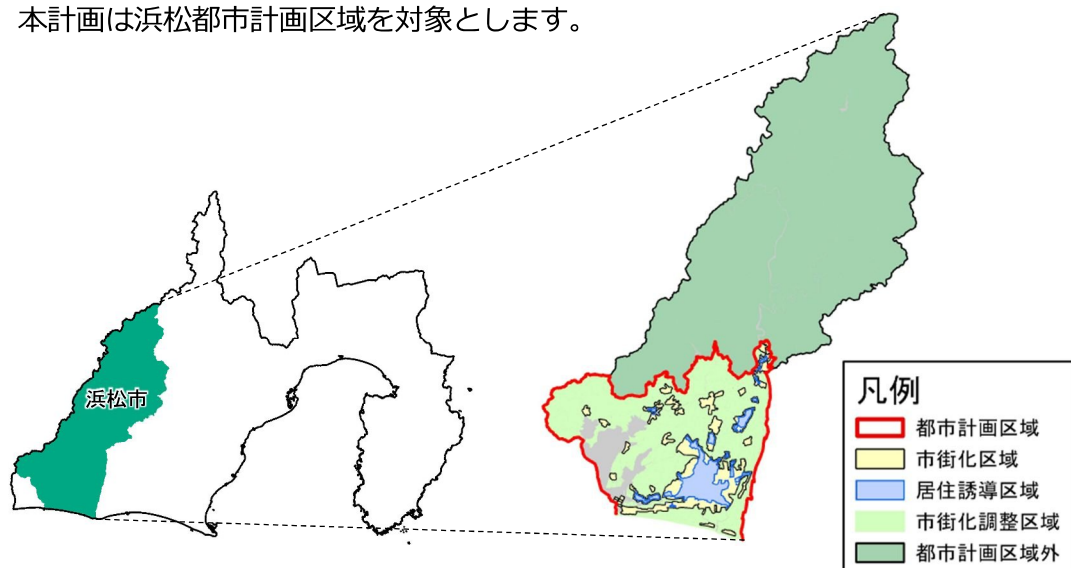 本計画は浜松都市計画区域を対象とします。
浜松市
凡例
都市計画区域
市街化区域
居住誘導区域
市街化調整区域
都市計画区域外